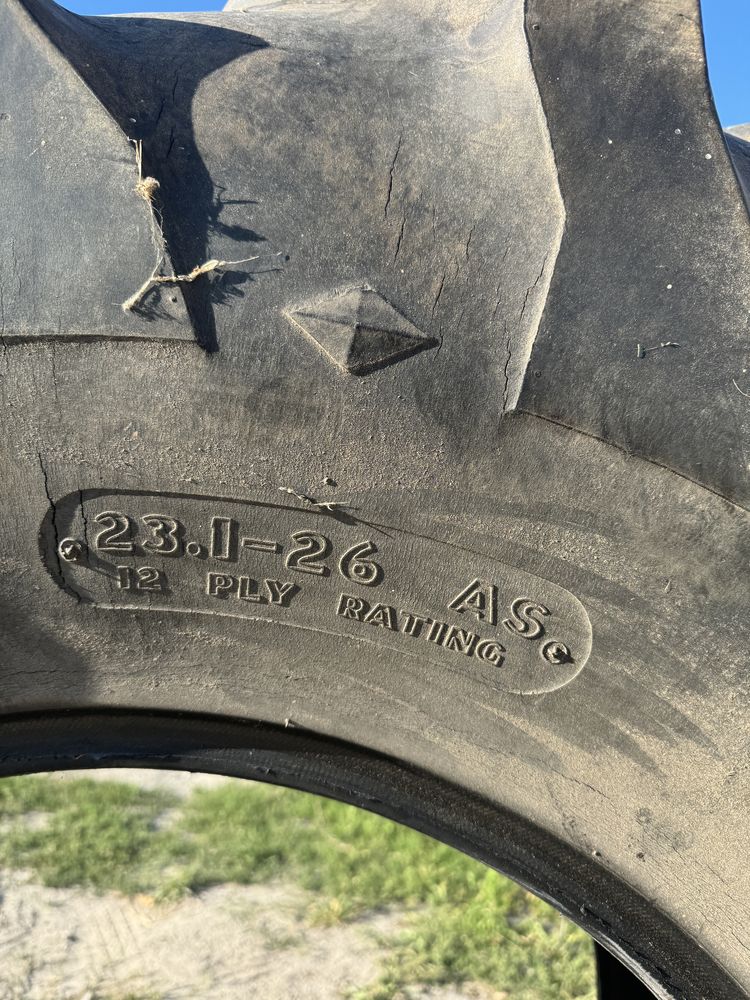 23.1-26 AS
12 PLY RATING